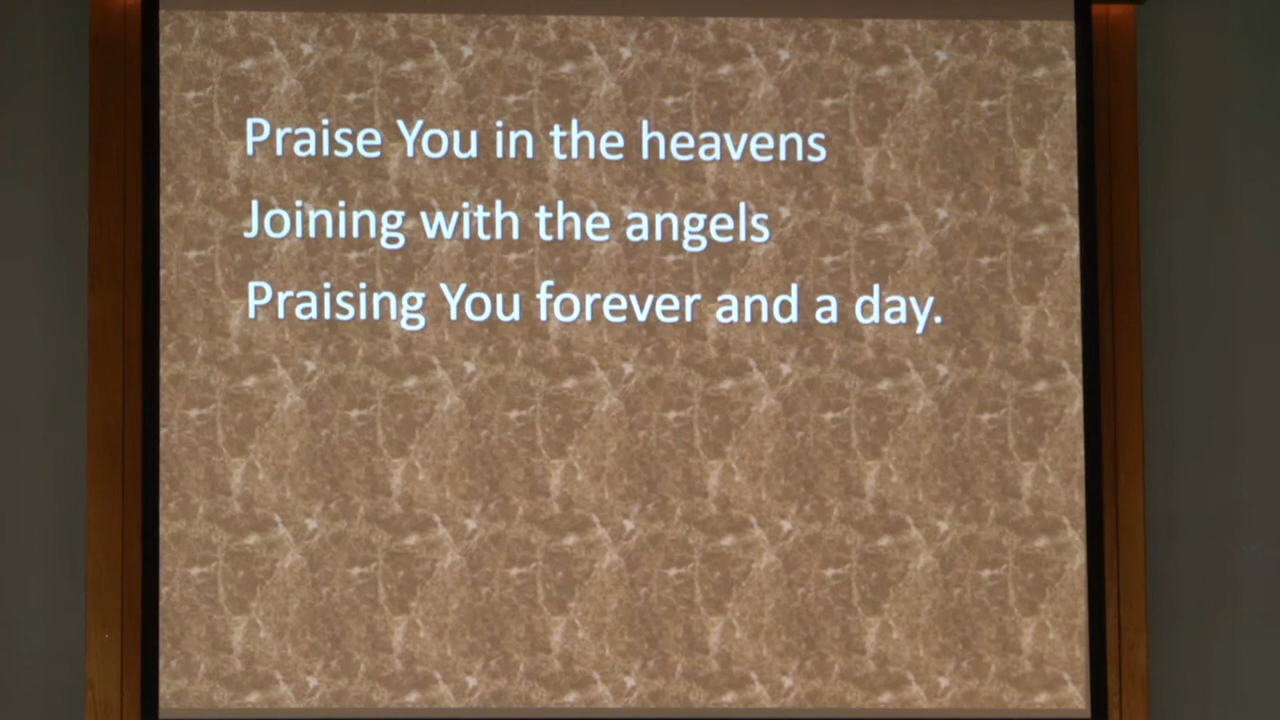 Praise You in the heavens
Joining with the angels
Praising You forever and a day.